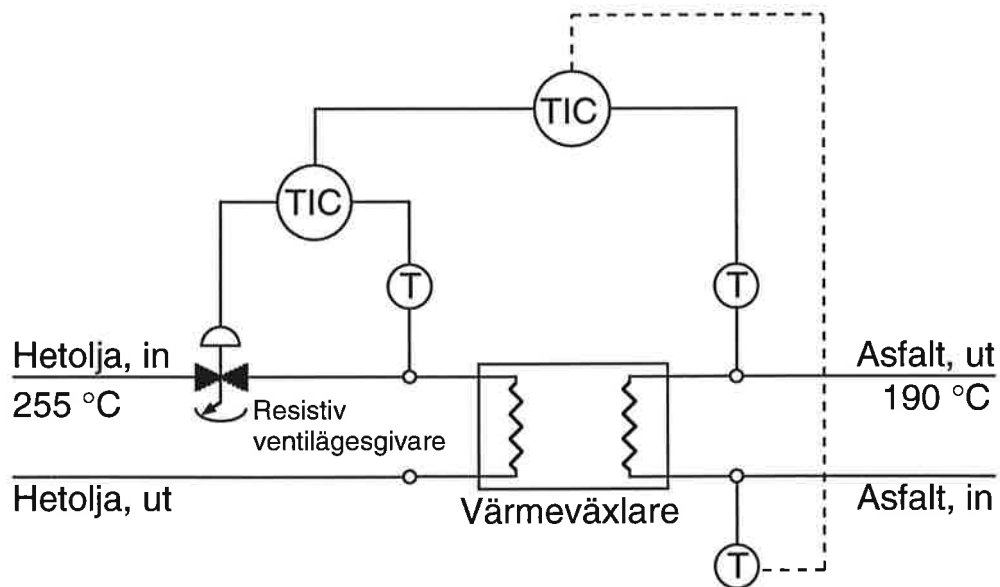 TIC
TIC
T
T
Hetolja, in
255 °C
Resistiv
ventilägesgivare
Asfalt, ut
190 °C
Hetolja, ut
Värmeväxlare
Asfalt, in
T